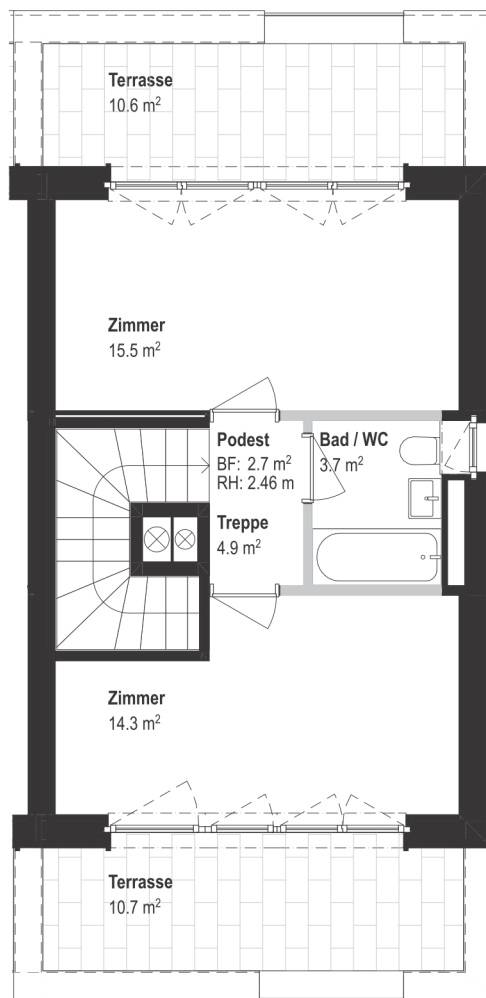 Terrasse
10.6 m²
Zimmer
15.5 m²
Podest
BF: 2.7 m²
RH: 2.46 m
Bad / WC
3.7 m²
Treppe
4.9 m²
Zimmer
14.3 m²
Terrasse
10.7 m²